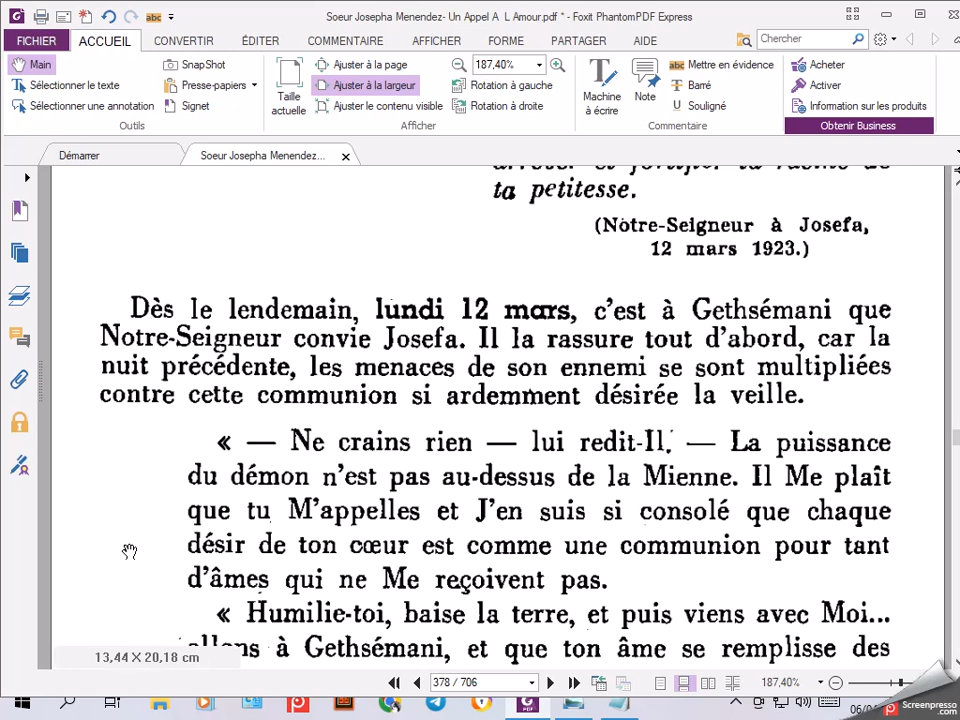 Soeur Josepha Menendez- Un Appel A L Amour.pdf * - Foxit PhantomPDF Express
FICHIER ACCUEIL CONVERTIR ÉDITER COMMENTAIRE AFFICHER FORME PARTAGER AIDE Chercher
Main SnapShot Ajuster à la page 187,40% Mettre en évidence Acheter
Sélectionner le texte Presse-papiers Ajuster à la largeur Rotation à gauche Barré Activer
Sélectionner une annotation Signet Taille actuelle Ajuster le contenu visible Rotation à droite Machine à écrire Note Souligné Information sur les produits
Outils Afficher Commentaire Obtenir Business
Démarrer Soeur Josepha Menendez...
ta petitesse.
(Notre-Seigneur à Josefa,
12 mars 1923.)
Dès le lendemain, lundi 12 mars, c'est à Gethsémani que
Notre-Seigneur convie Josefa. Il la rassure tout d'abord, car la
nuit précédente, les menaces de son ennemi se sont multipliées
contre cette communion si ardemment désirée la veille.
« — Ne crains rien — lui redit-Il. — La puissance
du démon n'est pas au-dessus de la Mienne. Il Me plaît
que tu M'appelles et J'en suis si consolé que chaque
désir de ton cœur est comme une communion pour tant
d'âmes qui ne Me reçoivent pas.
« Humilie-toi, baise la terre, et puis viens avec Moi...
allons à Gethsémani, et que ton âme se remplisse des
13,44 X 20,18 cm
378 / 706 187,40%
Screenpresso
.com